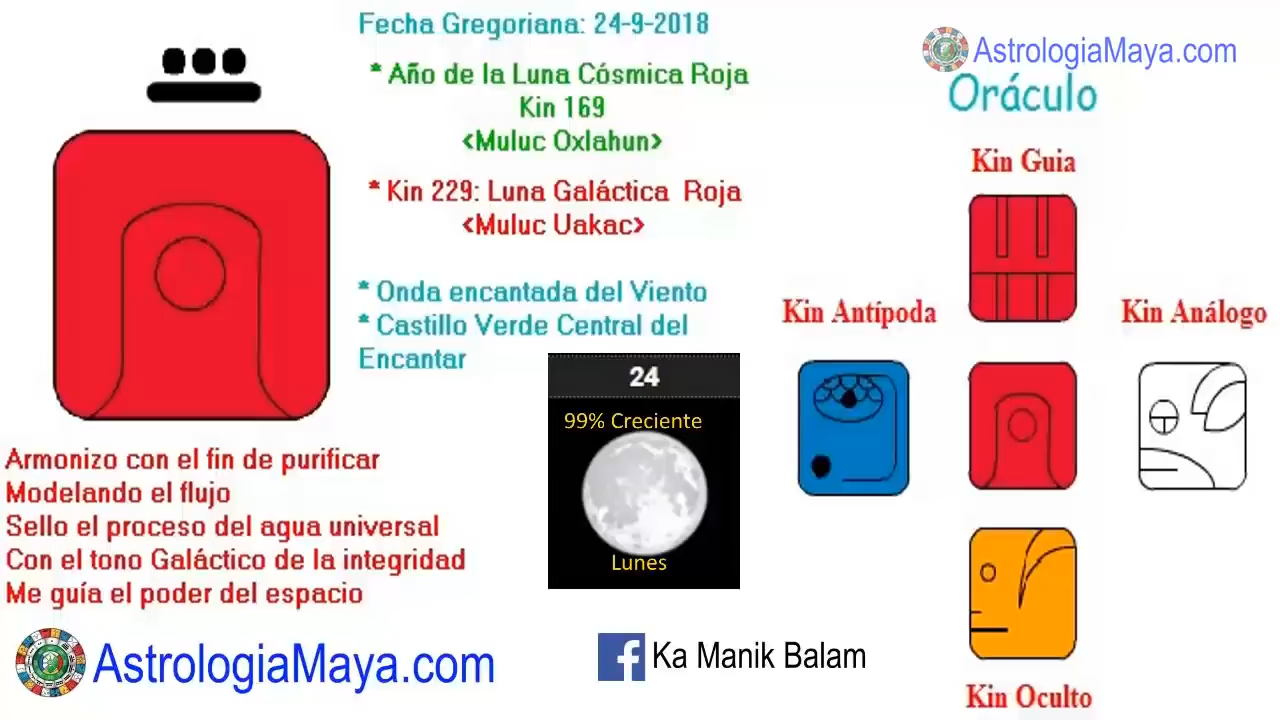 Fecha Gregoriana: 24-9-2018
* Año de la Luna Cósmica Roja
Kin 169
<Muluc Oxlahun>
* Kin 229: Luna Galáctica Roja
<Muluc Uakac>
* Onda encantada del Viento
* Castillo Verde Central del
Encantar
24
99% Creciente
Lunes
Armonizo con el fin de purificar
Modelando el flujo
Sello el proceso del agua universal
Con el tono Galáctico de la integridad
Me guía el poder del espacio
AstrologiaMaya.com
f Ka Manik Balam
AstrologiaMaya.com
Oráculo
Kin Guia
Kin Antípoda
Kin Análogo
Kin Oculto